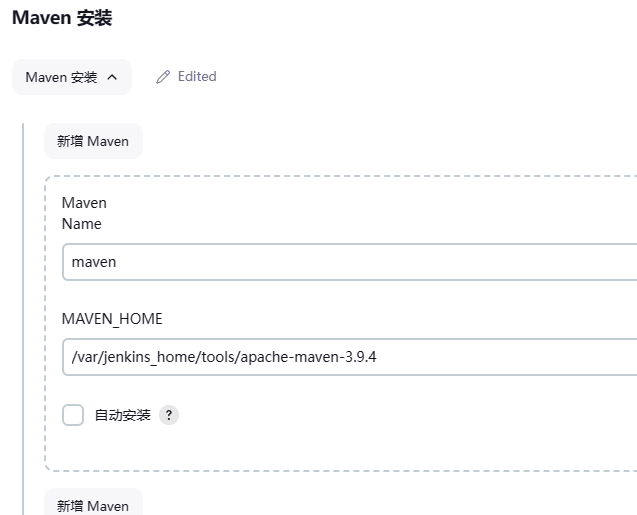 Maven 安装
Maven 安装
Edited
新增 Maven
Maven
Name
maven
MAVEN_HOME
/var/jenkins_home/tools/apache-maven-3.9.4
自动安装 ?
新增 Maven